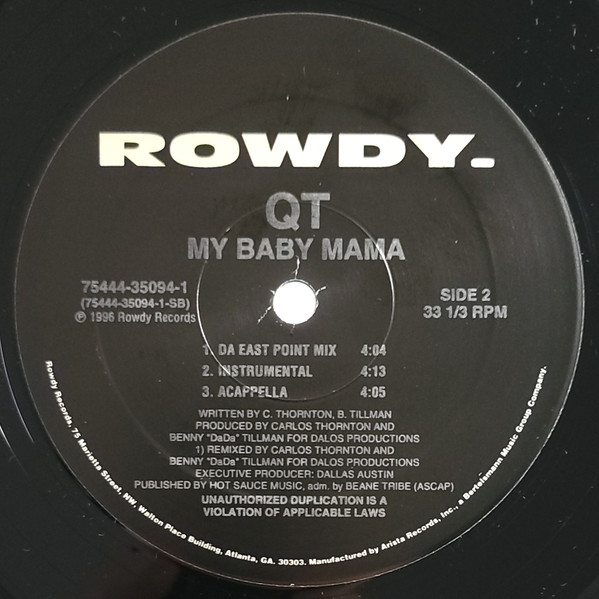 ROWDY.
QT
MY BABY MAMA
75444-35094-1
(75444-35094-1-SB)
℗ 1996 Rowdy Records
SIDE 2
33 1/3 RPM
1. DA EAST POINT MIX 4:04
2. INSTRUMENTAL 4:13
3. ACAPPELLA 4:05
WRITTEN BY C. THORNTON, B. TILLMAN
PRODUCED BY CARLOS THORNTON AND
BENNY "DaDa" TILLMAN FOR DALOS PRODUCTIONS
1) REMIXED BY CARLOS THORNTON AND
BENNY "DaDa" TILLMAN FOR DALOS PRODUCTIONS
EXECUTIVE PRODUCER: DALLAS AUSTIN
PUBLISHED BY HOT SAUCE MUSIC, adm. by BEANE TRIBE (ASCAP)
UNAUTHORIZED DUPLICATION IS A
VIOLATION OF APPLICABLE LAWS
Rowdy Records, 75 Marietta Street, NW, Walton Place Building, Atlanta, GA. 30303. Manufactured by Arista Records, Inc., a Bertelsmann Music Group Company.